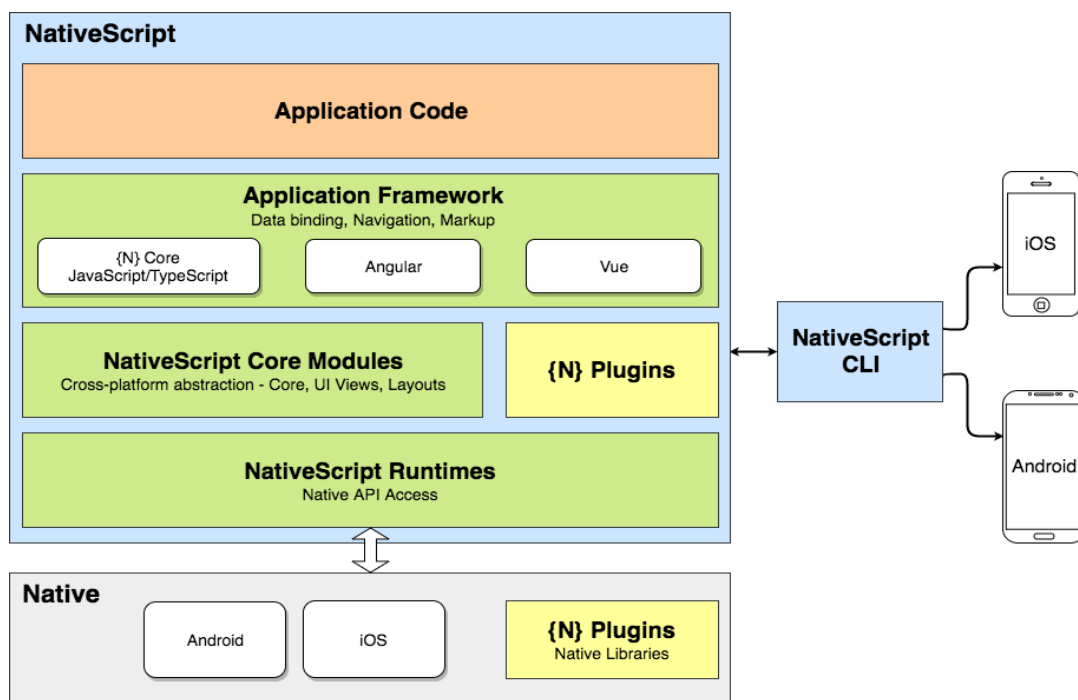 NativeScript
Application Code
Application Framework
Data binding, Navigation, Markup
{N} Core
JavaScript/TypeScript
Angular
Vue
NativeScript Core Modules
Cross-platform abstraction - Core, UI Views, Layouts
{N} Plugins
NativeScript Runtimes
Native API Access
NativeScript
CLI
iOS
Android
Native
Android
iOS
{N} Plugins
Native Libraries